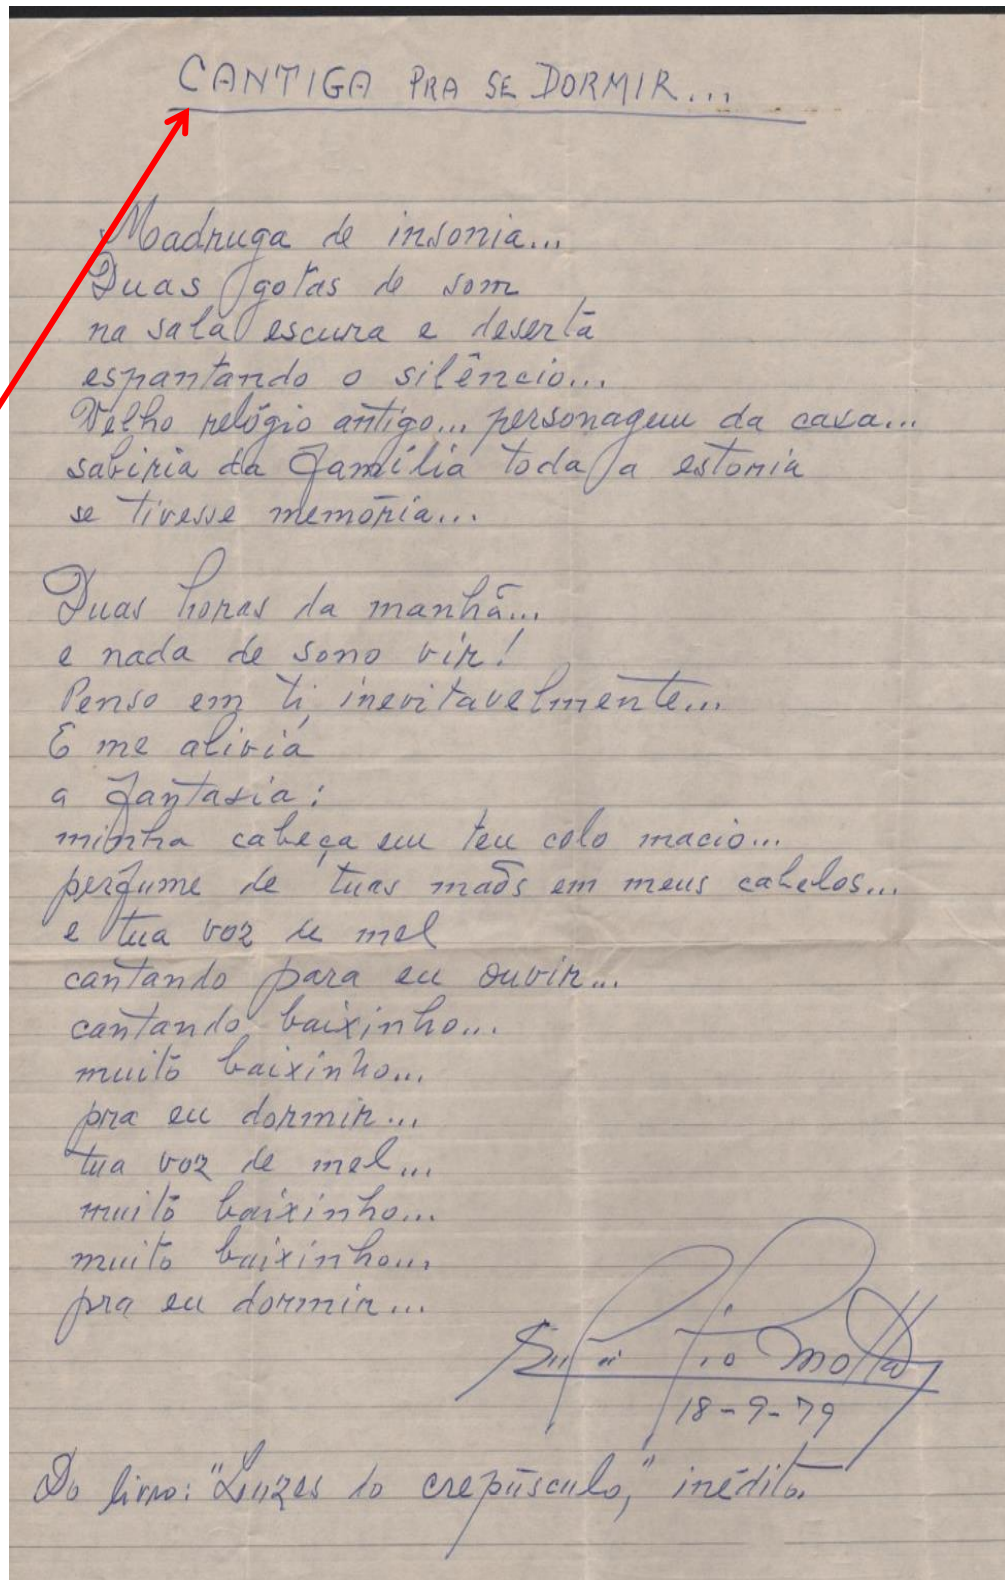 CANTIGA PRA SE DORMIR...
Madruga de insonia...
Duas gotas de som
na sala escura e deserta
espantando o silêncio...
Velho relógio antigo... personagem da casa...
sabiria da família toda a estoria
se tivesse memória...
Duas horas da manhã...
e nada de sono vir!
Penso em ti, inevitavelmente...
E me alivia
a fantasia:
minha cabeça em teu colo macio...
perfume de tuas maõs em meus cabelos...
e tua voz de mel
cantando para eu ouvir...
cantando baixinho...
muito baixinho...
pra eu dormir...
tua voz de mel...
muito baixinho...
muito baixinho...
pra eu dormir...
Motta
18-9-79
Do livro: "Luzes do crepúsculo," inédito.